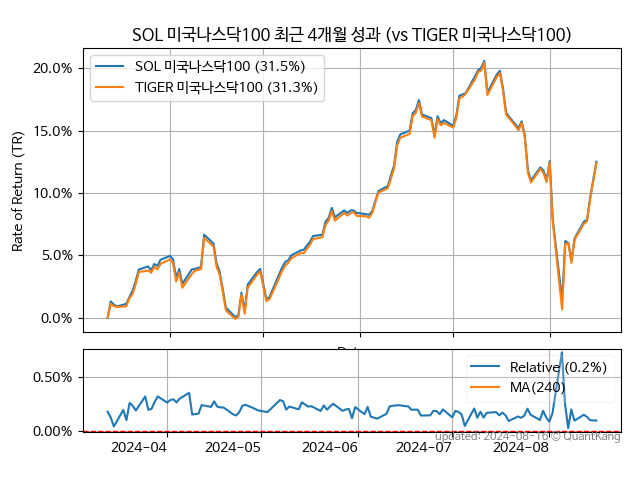 SOL 미국나스닥100 최근 4개월 성과 (vs TIGER 미국나스닥100)
SOL 미국나스닥100 (31.5%)
TIGER 미국나스닥100 (31.3%)
Rate of Return (TR)
20.0%
15.0%
10.0%
5.0%
0.0%
Relative (0.2%)
MA(240)
0.50%
0.00%
updated: 2024-08-16 © QuantKang
2024-04
2024-05
2024-06
2024-07
2024-08